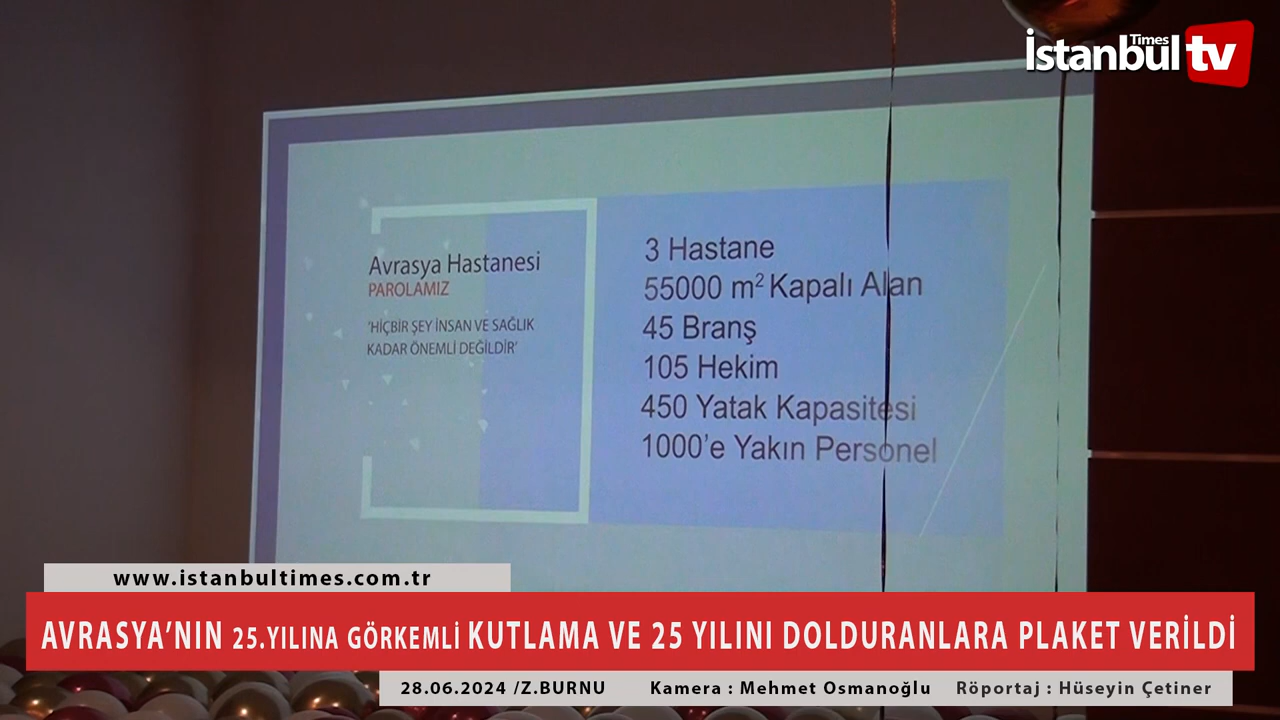 İstanbul Times tv
Avrasya Hastanesi
PAROLAMIZ
'HİÇBİR ŞEY İNSAN VE SAĞLIK
KADAR ÖNEMLİ DEĞİLDİR'
3 Hastane
55000 m² Kapalı Alan
45 Branş
105 Hekim
450 Yatak Kapasitesi
1000'e Yakın Personel
www.istanbultimes.com.tr
AVRASYA'NIN 25.YILINA GÖRKEMLİ KUTLAMA VE 25 YILINI DOLDURANLARA PLAKET VERİLDİ
28.06.2024 /Z.BURNU Kamera : Mehmet Osmanoğlu Röportaj : Hüseyin Çetiner